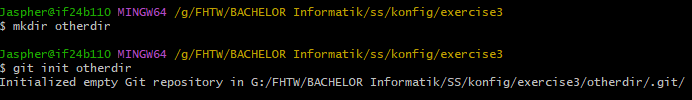 Jaspher@if24b110 MINGW64 /g/FHTW/BACHELOR Informatik/ss/konfig/exercise3
$ mkdir otherdir
Jaspher@if24b110 MINGW64 /g/FHTW/BACHELOR Informatik/ss/konfig/exercise3
$ git init otherdir
Initialized empty Git repository in G:/FHTW/BACHELOR Informatik/SS/konfig/exercise3/otherdir/.git/